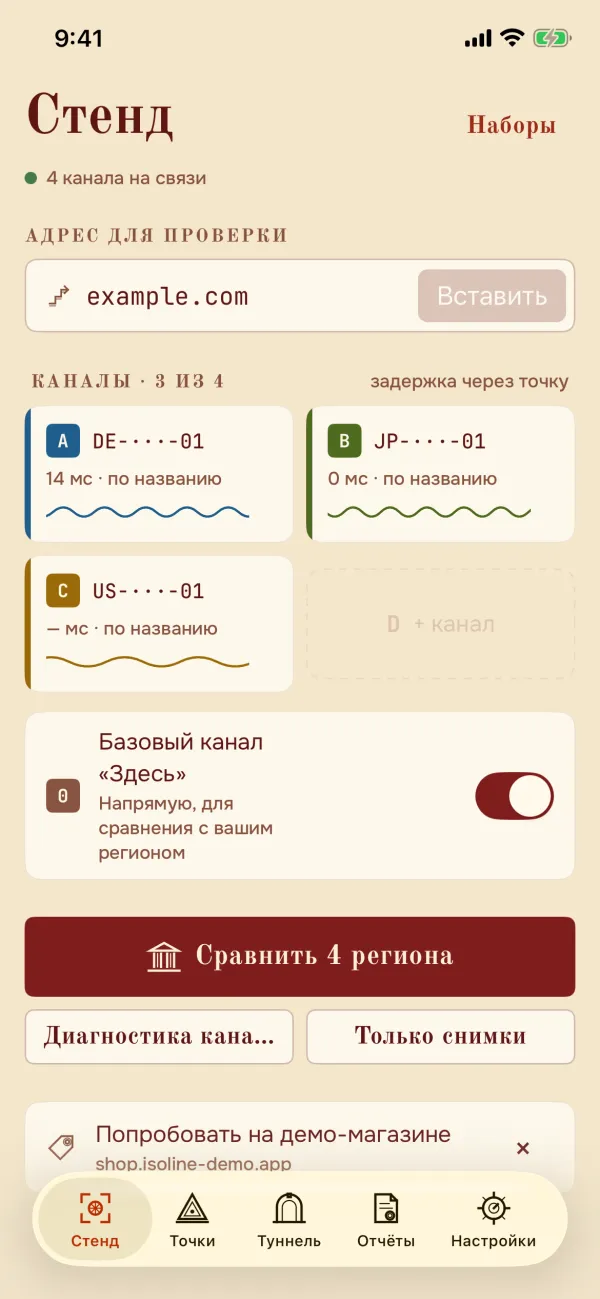 9:41
Стенд
Наборы
4 канала на связи
АДРЕС ДЛЯ ПРОВЕРКИ
example.com
Вставить
КАНАЛЫ · 3 ИЗ 4
задержка через точку
A DE-····-01
14 мс · по названию
B JP-····-01
0 мс · по названию
C US-····-01
— мс · по названию
D + канал
Базовый канал
«Здесь»
0
Напрямую, для
сравнения с вашим
регионом
Сравнить 4 региона
Диагностика кана...
Только снимки
Попробовать на демо-магазине
shop.isoline-demo.app
Стенд
Точки
Туннель
Отчёты
Настройки